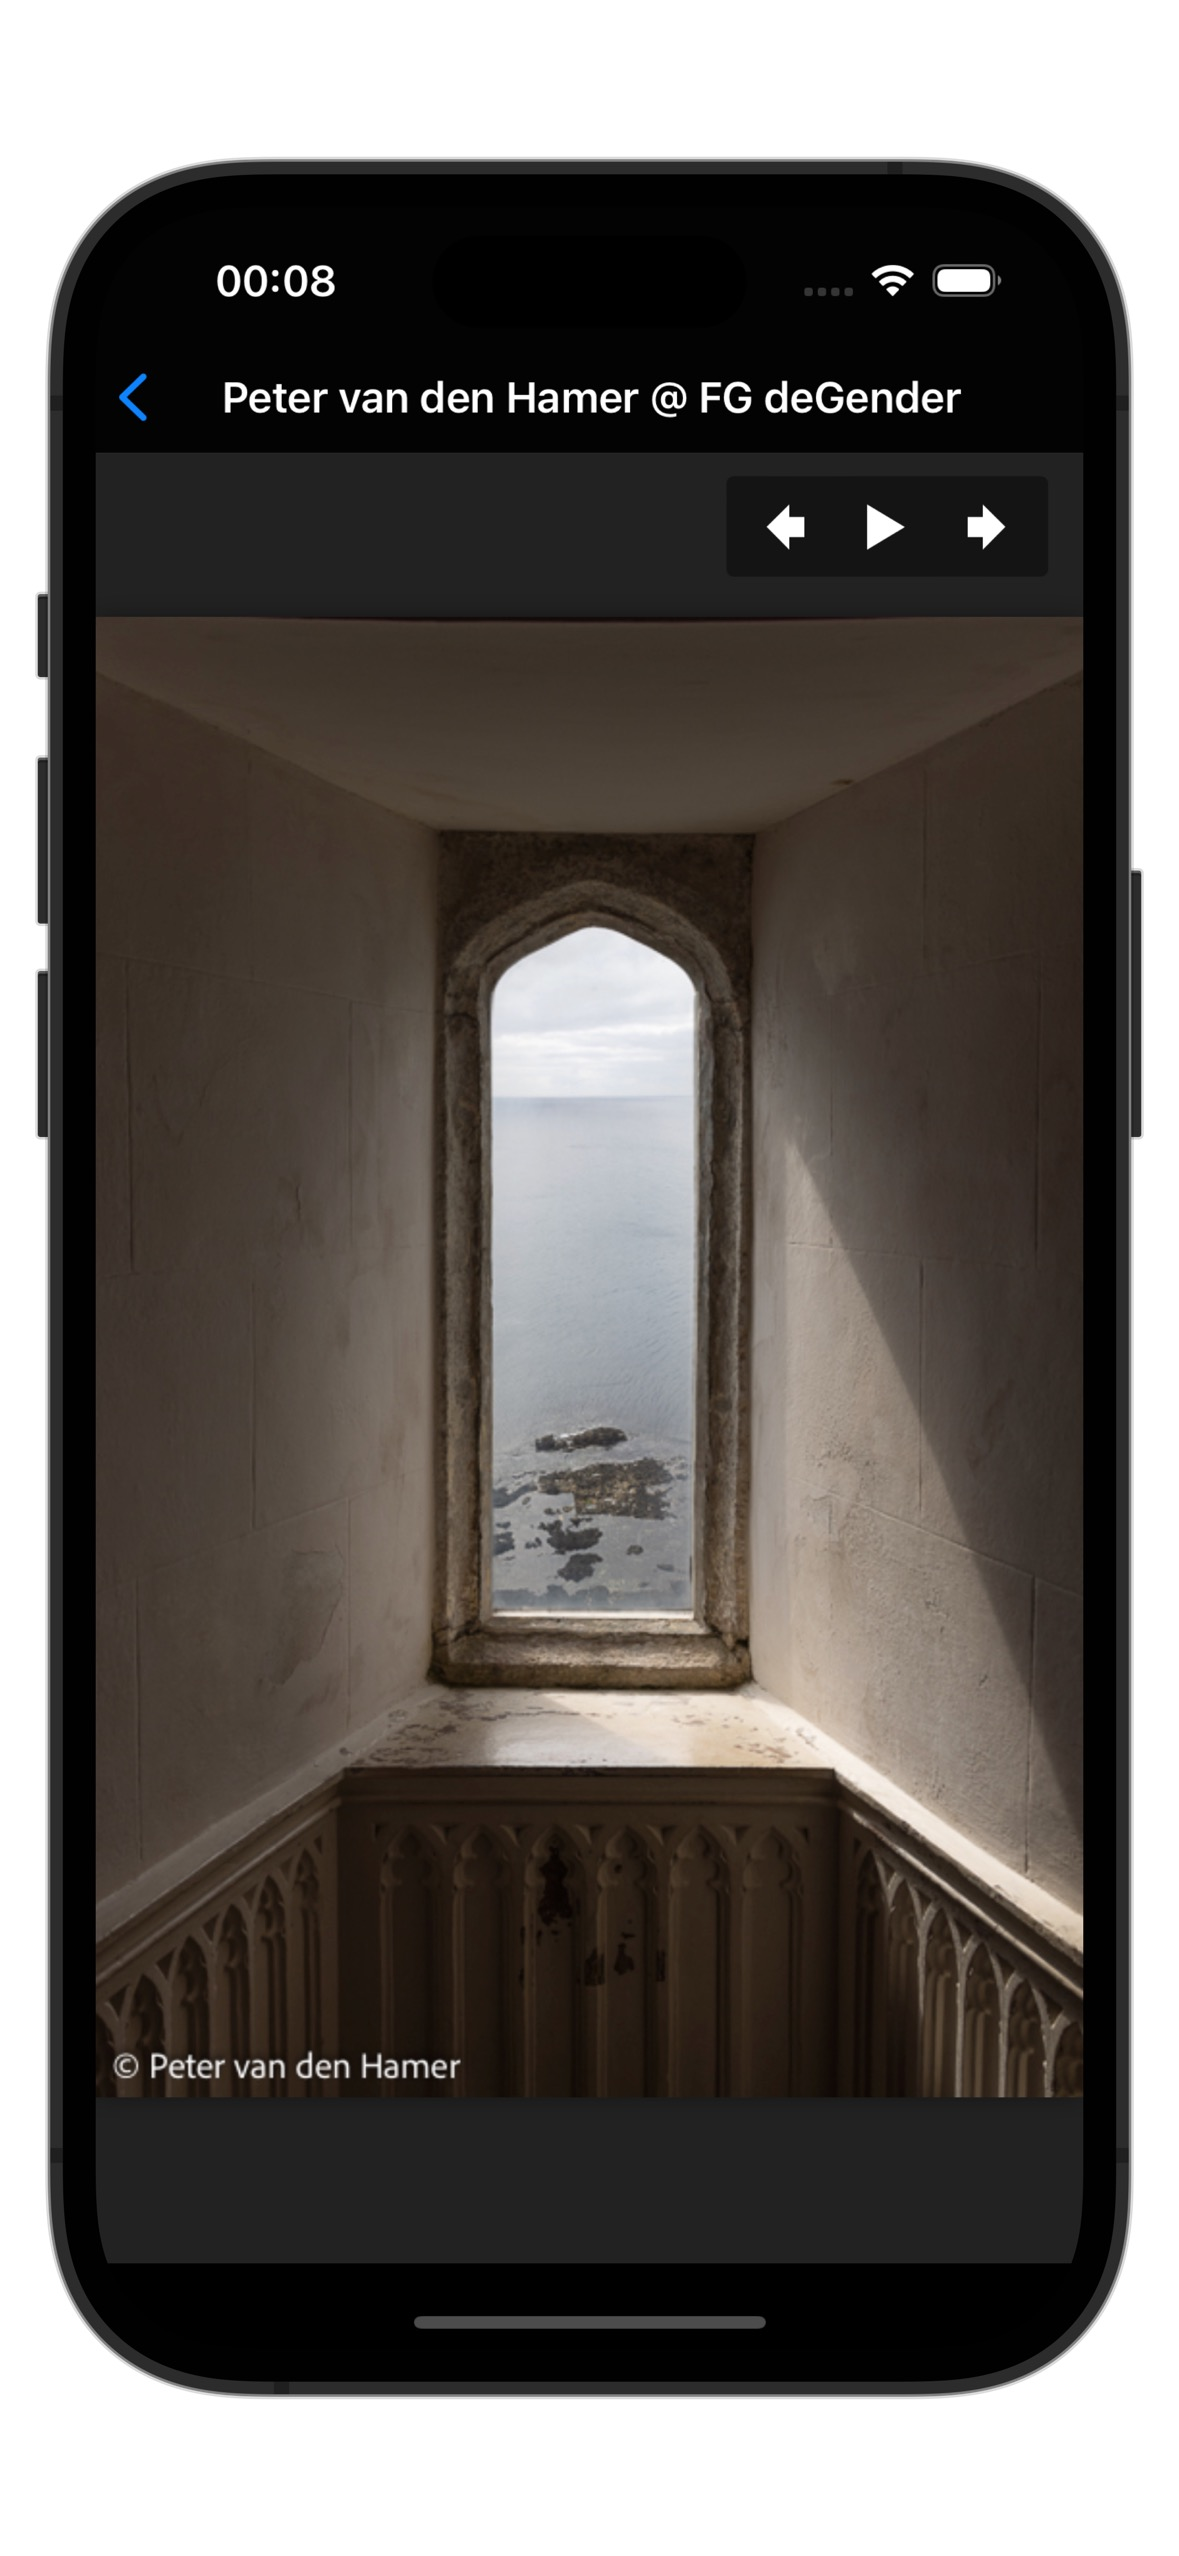 00:08
Peter van den Hamer @ FG deGender
© Peter van den Hamer